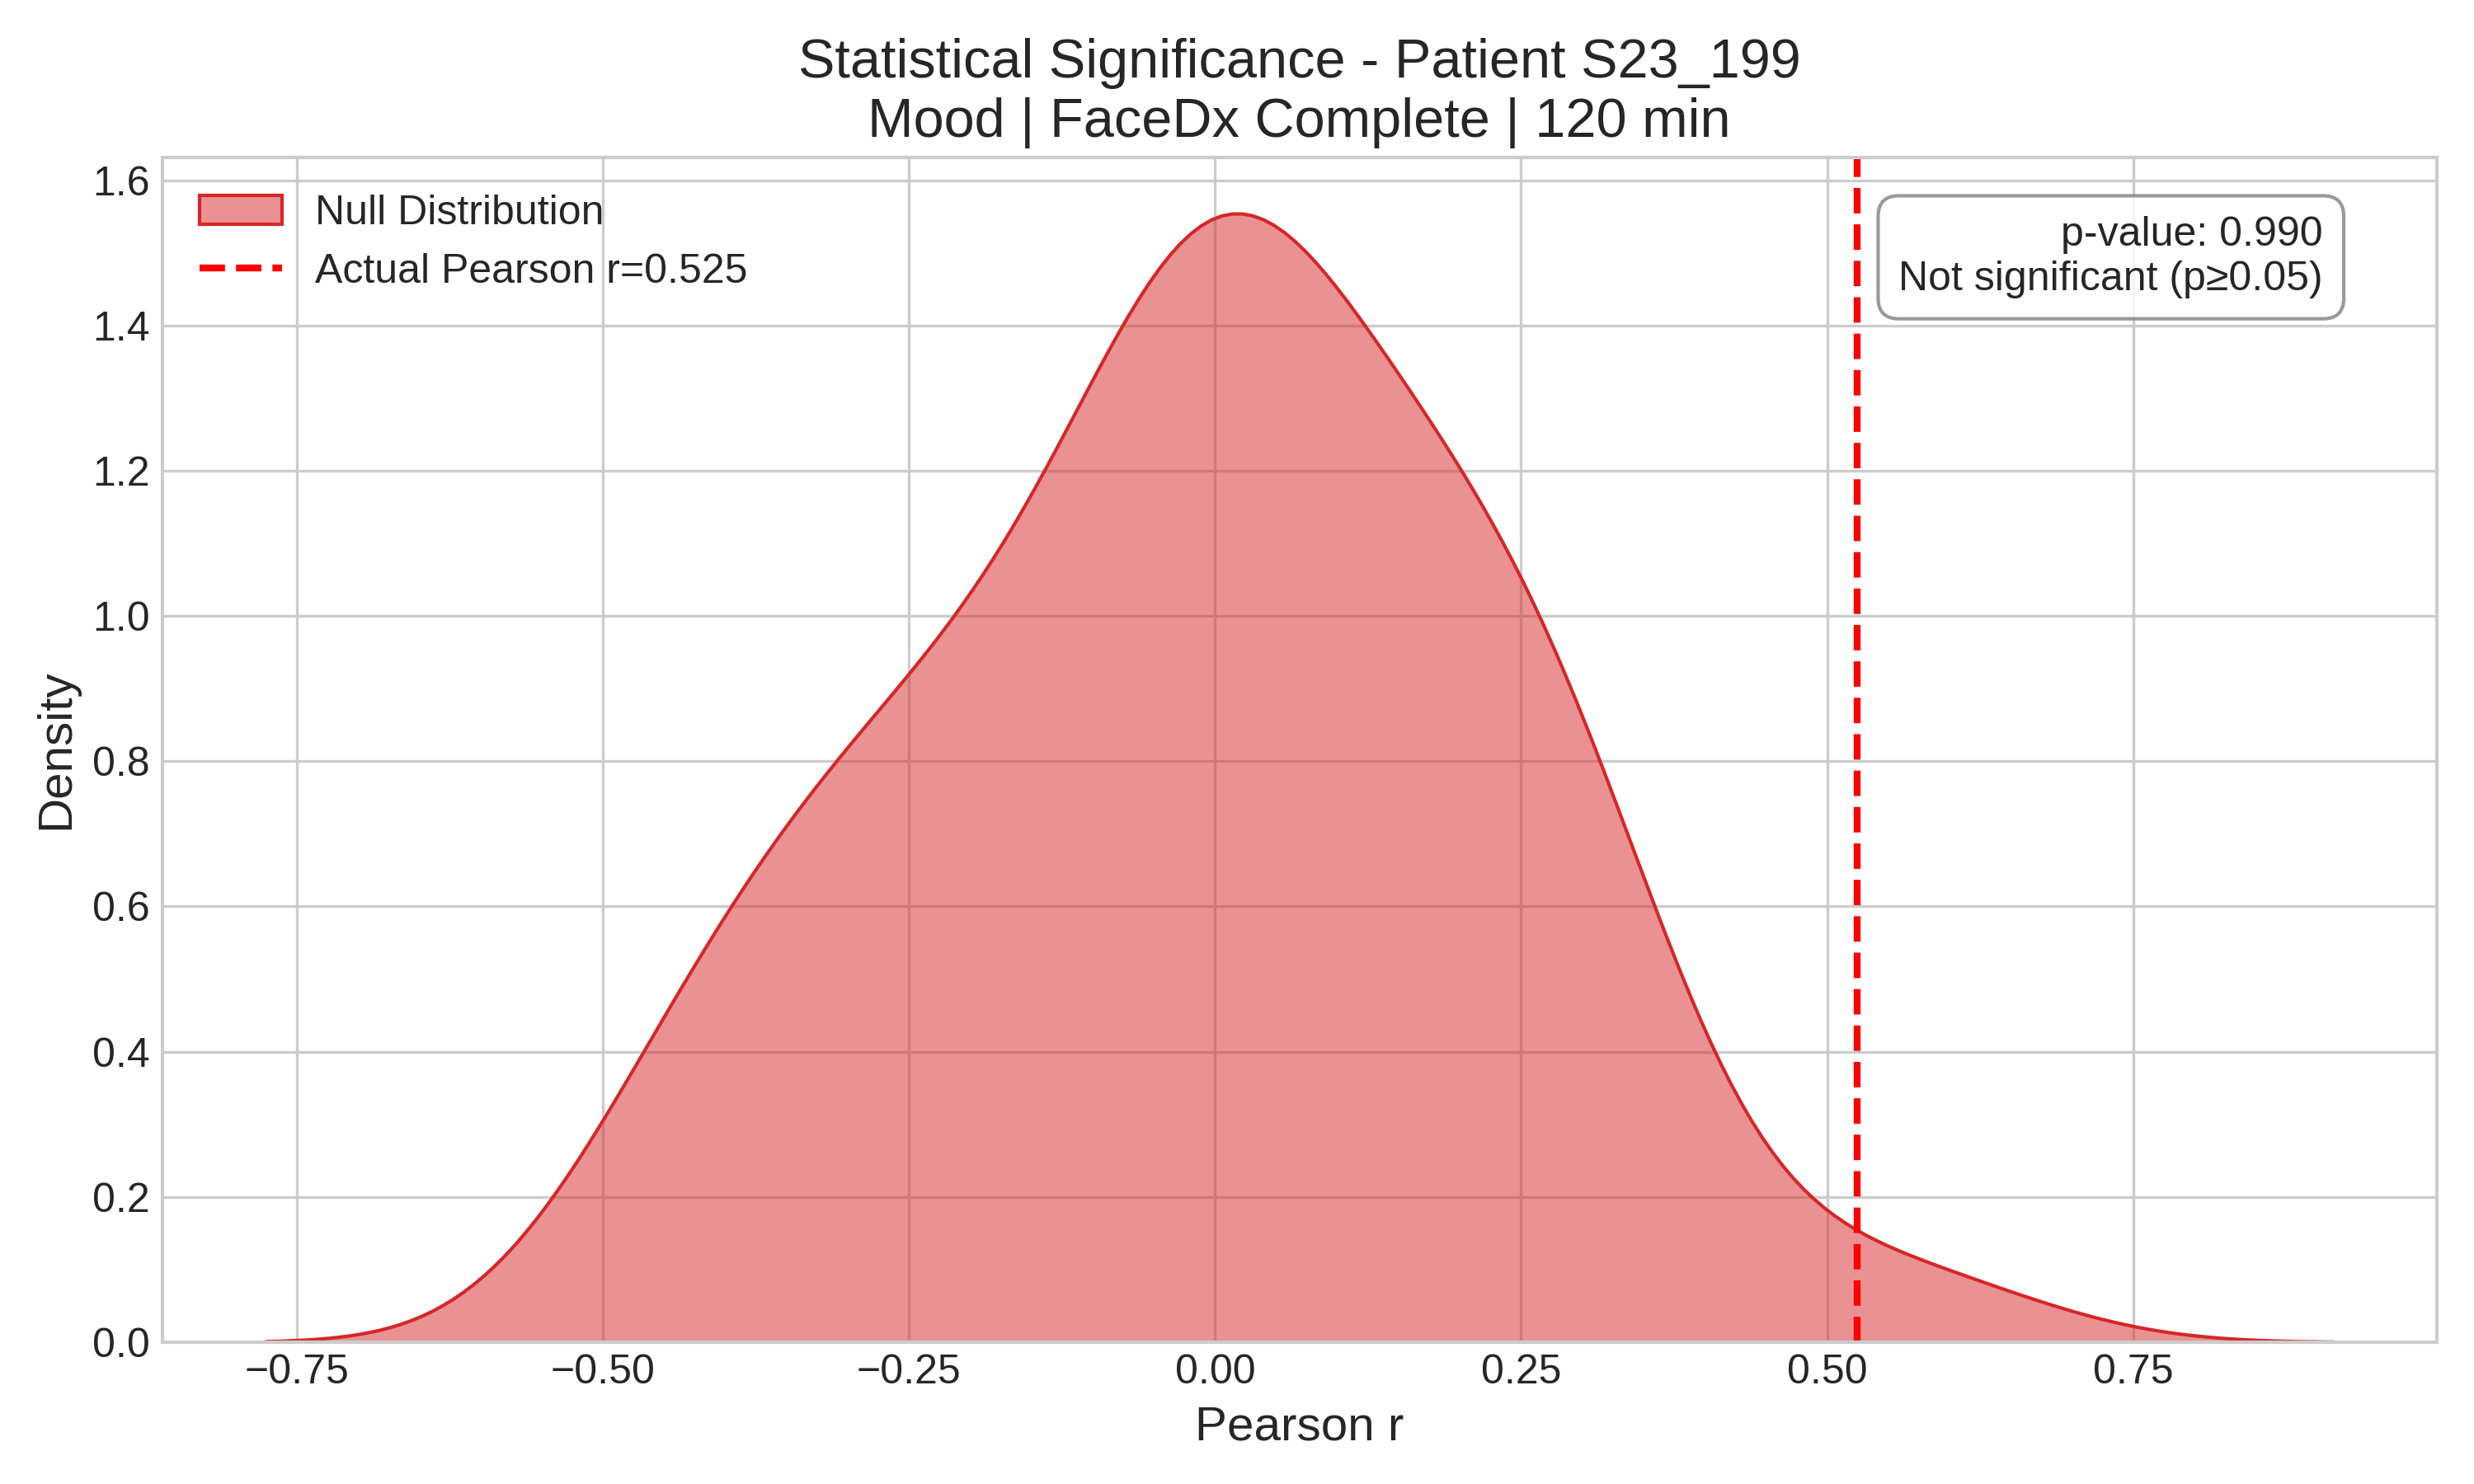 Statistical Significance - Patient S23_199
Mood | FaceDx Complete | 120 min
Null Distribution
Actual Pearson r=0.525
p-value: 0.990
Not significant (p≥0.05)
Density
1.6
1.4
1.2
1.0
0.8
0.6
0.4
0.2
0.0
−0.75 −0.50 −0.25 0.00 0.25 0.50 0.75
Pearson r